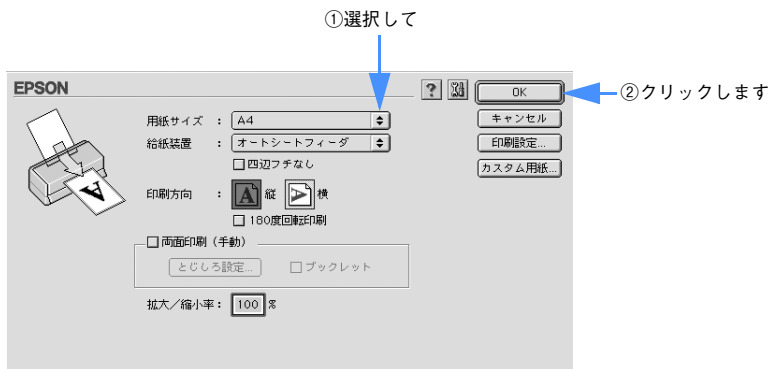 ①選択して
EPSON
?
OK
②クリックします
用紙サイズ : A4
キャンセル
給紙装置 : オートシートフィーダ
印刷設定...
四辺フチなし
カスタム用紙...
印刷方向 : A 縦 A 横
180度回転印刷
両面印刷（手動）
とじしろ設定... ブックレット
拡大／縮小率： 100 %
A